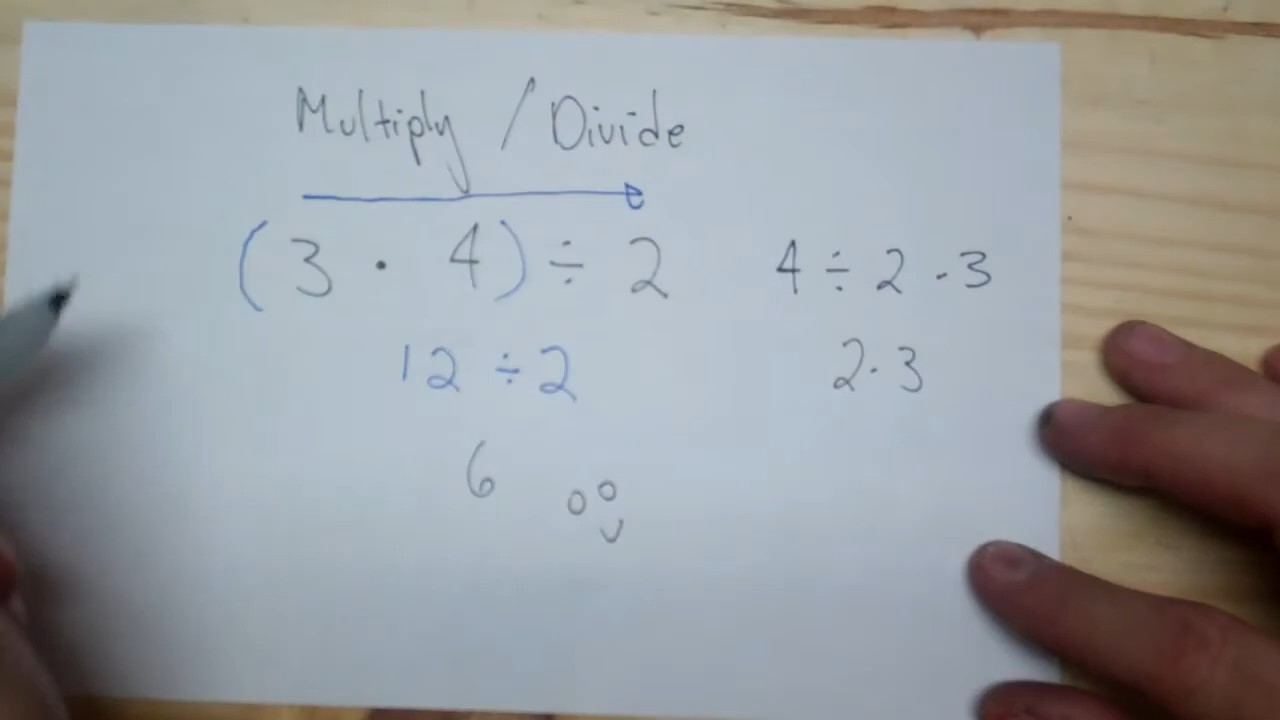 Multiply / Divide
(3 · 4) ÷ 2
12 ÷ 2
6
4 ÷ 2 · 3
2 · 3